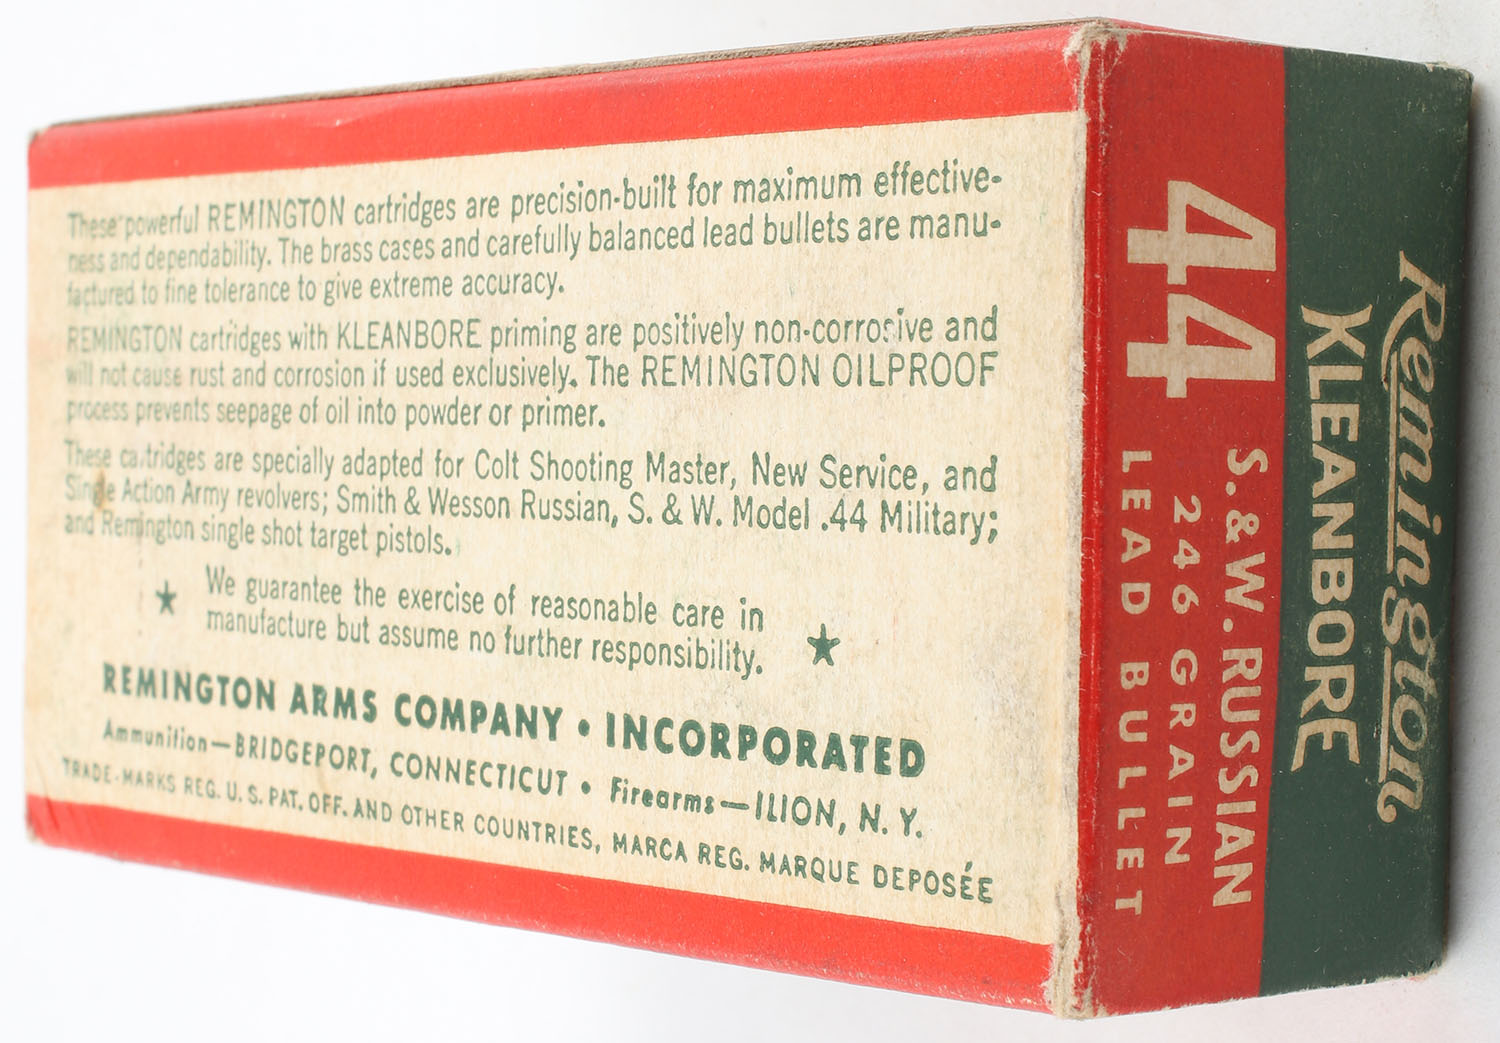 These powerful REMINGTON cartridges are precision-built for maximum effective-
ness and dependability. The brass cases and carefully balanced lead bullets are manu-
factured to fine tolerance to give extreme accuracy.
REMINGTON cartridges with KLEANBORE priming are positively non-corrosive and
will not cause rust and corrosion if used exclusively. The REMINGTON OILPROOF
process prevents seepage of oil into powder or primer.
These cartridges are specially adapted for Colt Shooting Master, New Service, and
Single Action Army revolvers; Smith & Wesson Russian, S. & W. Model .44 Military;
and Remington single shot target pistols.
We guarantee the exercise of reasonable care in
manufacture but assume no further responsibility.
REMINGTON ARMS COMPANY • INCORPORATED
Ammunition—BRIDGEPORT, CONNECTICUT • Firearms—ILION, N. Y.
TRADE-MARKS REG. U. S. PAT. OFF. AND OTHER COUNTRIES, MARCA REG. MARQUE DEPOSÉE
Remington
KLEANBORE
44 S. & W. RUSSIAN
246 GRAIN
LEAD BULLET